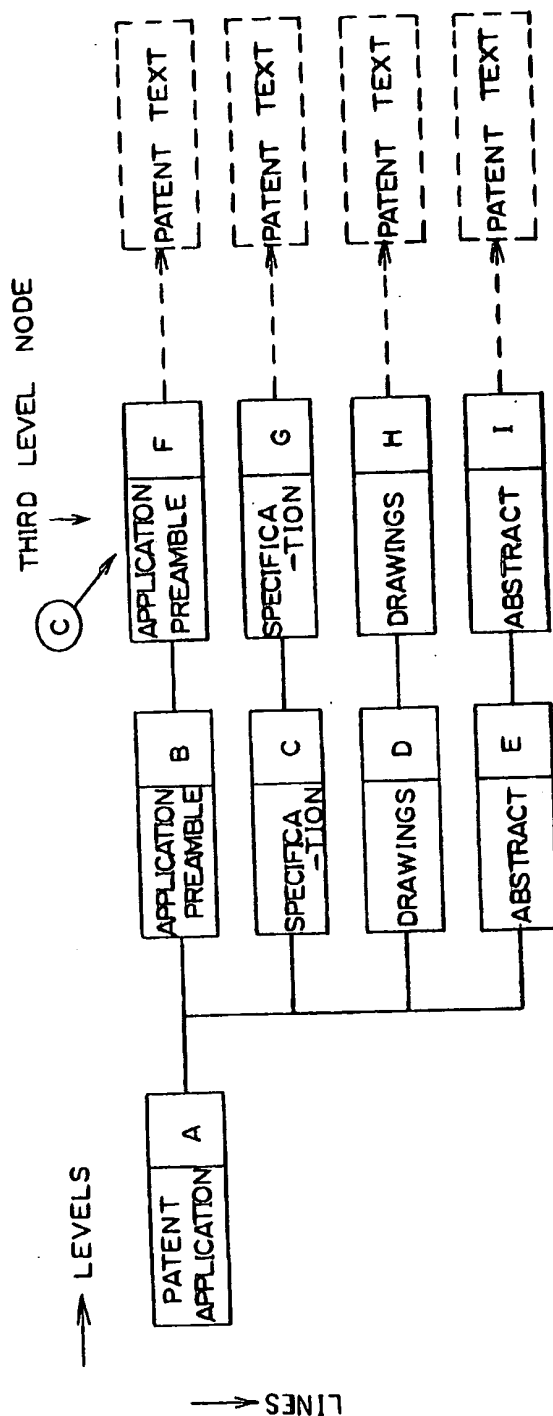 LINES
LEVELS
PATENT
APPLICATION
A
APPLICATION
PREAMBLE
B
SPECIFICA
-TION
C
DRAWINGS
D
ABSTRACT
E
THIRD LEVEL NODE
C
APPLICATION
PREAMBLE
F
SPECIFICA
-TION
G
DRAWINGS
H
ABSTRACT
I
PATENT TEXT
PATENT TEXT
PATENT TEXT
PATENT TEXT